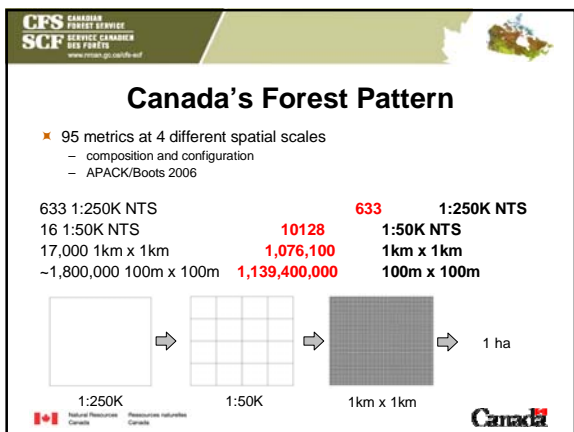 CFS CANADIAN FOREST SERVICE
SCF SERVICE CANADIEN DES FORÊTS
Canada's Forest Pattern
95 metrics at 4 different spatial scales
– composition and configuration
– APACK/Boots 2006
633 1:250K NTS 633 1:250K NTS
16 1:50K NTS 10128 1:50K NTS
17,000 1km x 1km 1,076,100 1km x 1km
~1,800,000 100m x 100m 1,139,400,000 100m x 100m
1 ha
1:250K 1:50K 1km x 1km
Natural Resources Canada Ressources naturelles Canada
Canada